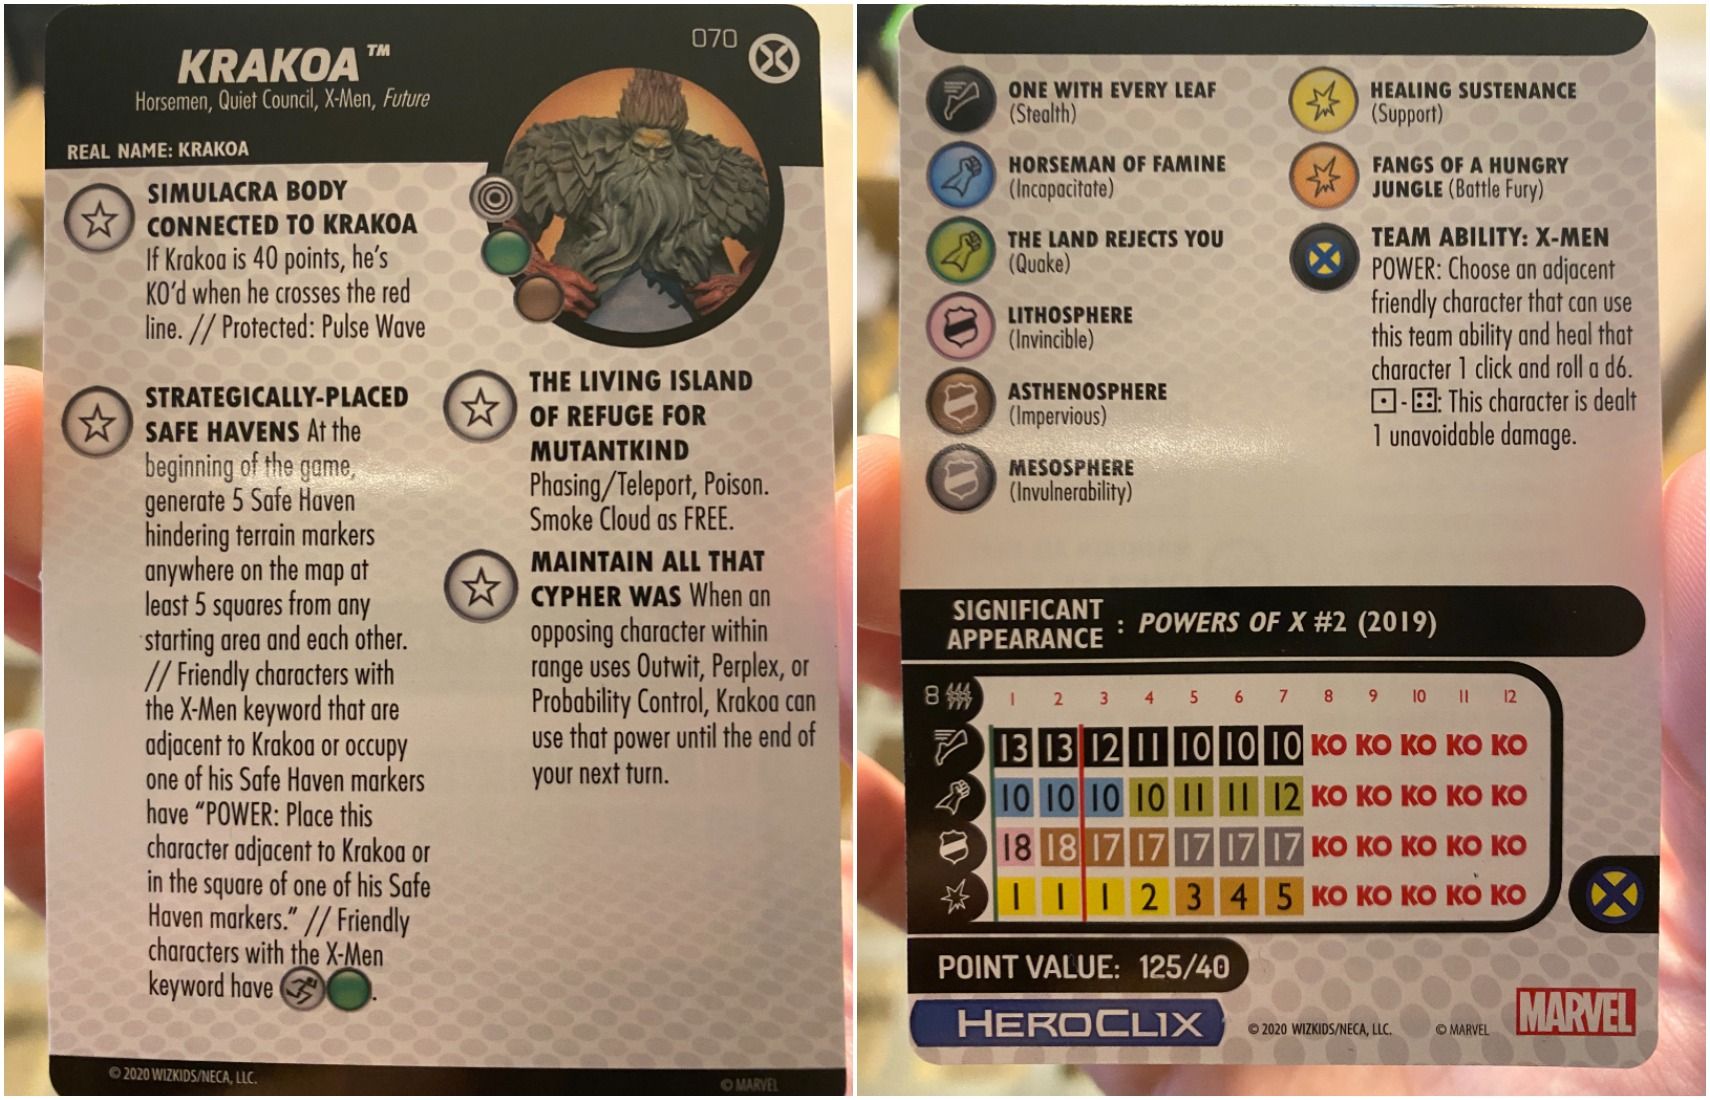 KRAKOA™
070
Horsemen, Quiet Council, X-Men, Future
REAL NAME: KRAKOA
SIMULACRA BODY
CONNECTED TO KRAKOA
If Krakoa is 40 points, he's
KO'd when he crosses the red
line. // Protected: Pulse Wave
STRATEGICALLY-PLACED
SAFE HAVENS At the
beginning of the game,
generate 5 Safe Haven
hindering terrain markers
anywhere on the map at
least 5 squares from any
starting area and each other.
// Friendly characters with
the X-Men keyword that are
adjacent to Krakoa or occupy
one of his Safe Haven markers
have "POWER: Place this
character adjacent to Krakoa or
in the square of one of his Safe
Haven markers." // Friendly
characters with the X-Men
keyword have .
THE LIVING ISLAND
OF REFUGE FOR
MUTANTKIND
Phasing/Teleport, Poison.
Smoke Cloud as FREE.
MAINTAIN ALL THAT
CYPHER WAS When an
opposing character within
range uses Outwit, Perplex, or
Probability Control, Krakoa can
use that power until the end of
your next turn.
© 2020 WIZKIDS/NECA, LLC.
© MARVEL
ONE WITH EVERY LEAF
(Stealth)
HORSEMAN OF FAMINE
(Incapacitate)
THE LAND REJECTS YOU
(Quake)
LITHOSPHERE
(Invincible)
ASTHENOSPHERE
(Impervious)
MESOSPHERE
(Invulnerability)
HEALING SUSTENANCE
(Support)
FANGS OF A HUNGRY
JUNGLE (Battle Fury)
TEAM ABILITY: X-MEN
POWER: Choose an adjacent
friendly character that can use
this team ability and heal that
character 1 click and roll a d6.
⚀ - ⚃: This character is dealt
1 unavoidable damage.
SIGNIFICANT
APPEARANCE : POWERS OF X #2 (2019)
8 1 2 3 4 5 6 7 8 9 10 11 12
13 13 12 11 10 10 10 KO KO KO KO KO
10 10 10 10 11 11 12 KO KO KO KO KO
18 18 17 17 17 17 17 KO KO KO KO KO
1 1 1 2 3 4 5 KO KO KO KO KO
POINT VALUE: 125/40
HEROCLIX
© 2020 WIZKIDS/NECA, LLC.
© MARVEL
MARVEL